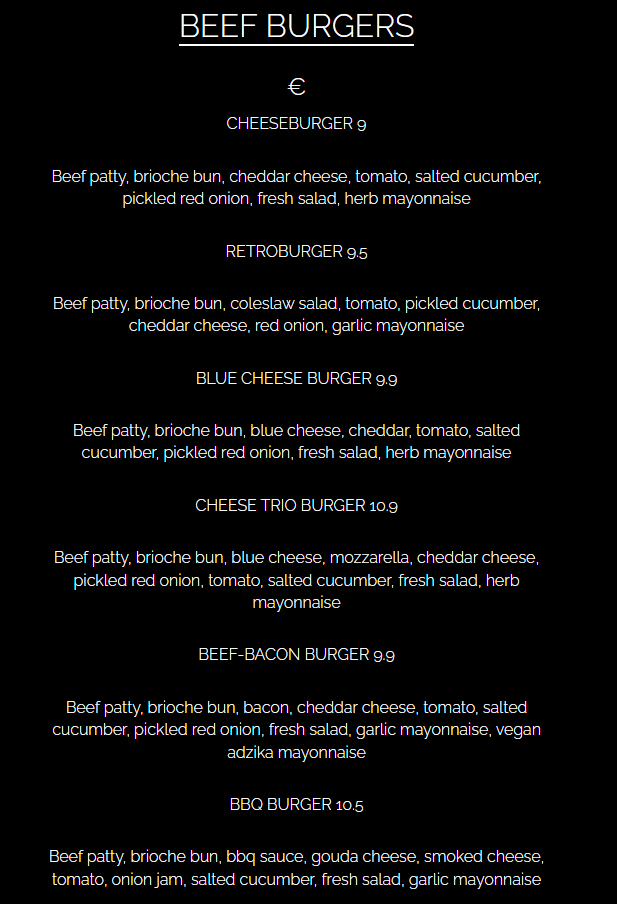 BEEF BURGERS
€
CHEESEBURGER 9
Beef patty, brioche bun, cheddar cheese, tomato, salted cucumber,
pickled red onion, fresh salad, herb mayonnaise
RETROBURGER 9.5
Beef patty, brioche bun, coleslaw salad, tomato, pickled cucumber,
cheddar cheese, red onion, garlic mayonnaise
BLUE CHEESE BURGER 9.9
Beef patty, brioche bun, blue cheese, cheddar, tomato, salted
cucumber, pickled red onion, fresh salad, herb mayonnaise
CHEESE TRIO BURGER 10.9
Beef patty, brioche bun, blue cheese, mozzarella, cheddar cheese,
pickled red onion, tomato, salted cucumber, fresh salad, herb
mayonnaise
BEEF-BACON BURGER 9.9
Beef patty, brioche bun, bacon, cheddar cheese, tomato, salted
cucumber, pickled red onion, fresh salad, garlic mayonnaise, vegan
adzika mayonnaise
BBQ BURGER 10.5
Beef patty, brioche bun, bbq sauce, gouda cheese, smoked cheese,
tomato, onion jam, salted cucumber, fresh salad, garlic mayonnaise